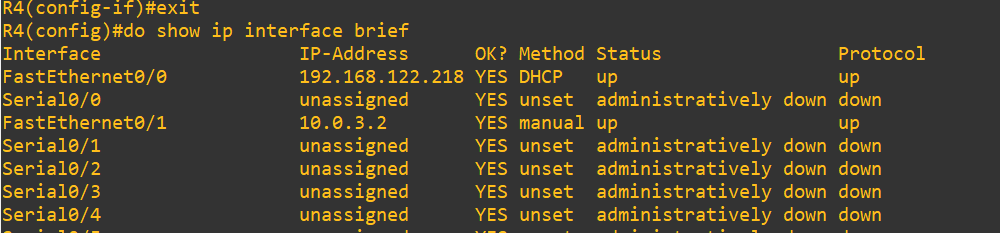 R4(config-if)#exit
R4(config)#do show ip interface brief
Interface                  IP-Address      OK? Method Status                Protocol
FastEthernet0/0            192.168.122.218 YES DHCP   up                    up
Serial0/0                  unassigned      YES unset  administratively down down
FastEthernet0/1            10.0.3.2        YES manual up                    up
Serial0/1                  unassigned      YES unset  administratively down down
Serial0/2                  unassigned      YES unset  administratively down down
Serial0/3                  unassigned      YES unset  administratively down down
Serial0/4                  unassigned      YES unset  administratively down down